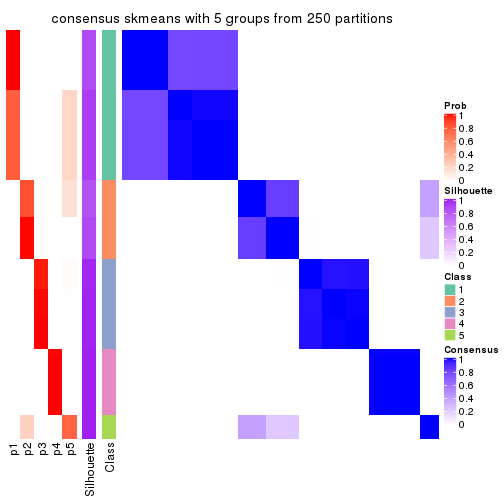 consensus skmeans with 5 groups from 250 partitions
Prob
1
0.8
0.6
0.4
0.2
0
Silhouette
1
0.8
0.6
0.4
0.2
0
Class
1
2
3
4
5
Consensus
1
0.8
0.6
0.4
0.2
0
p1
p2
p3
p4
p5
Silhouette
Class